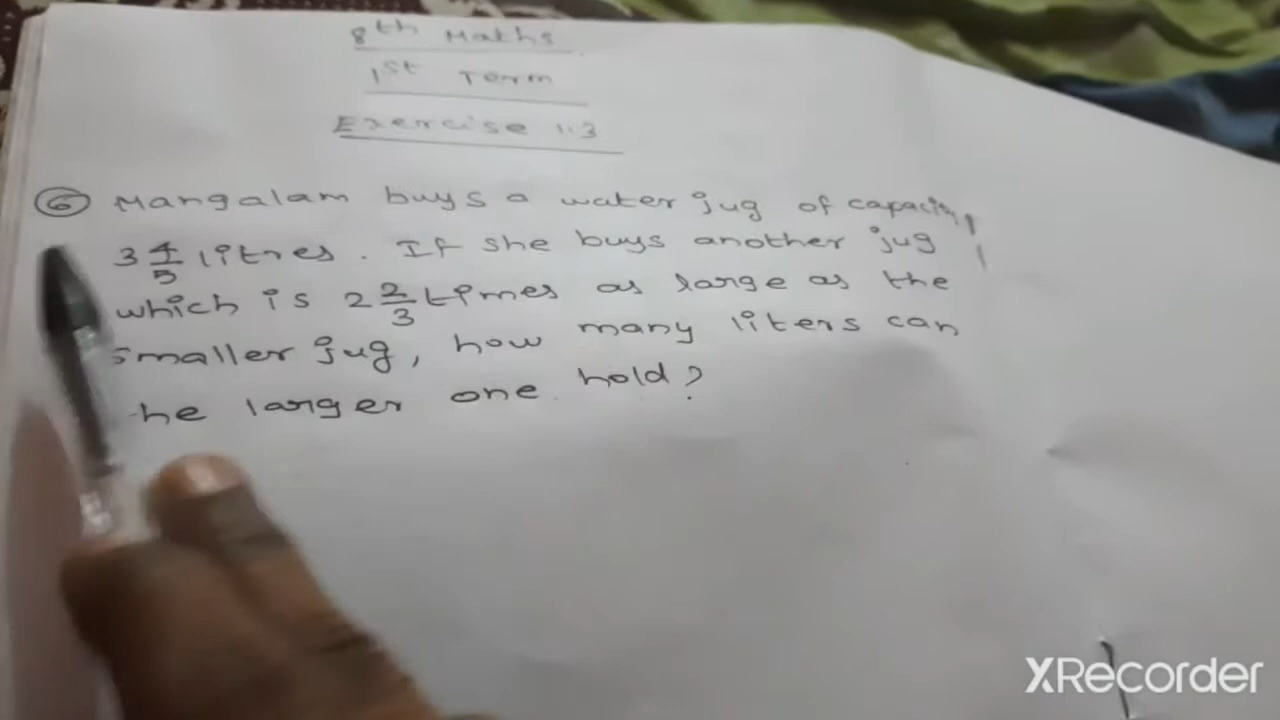 8th Maths
1st Term
Exercise 1.3
6 Mangalam buys a water jug of capacity
3 4/5 litres. If she buys another jug
which is 2 2/3 times as large as the
smaller jug, how many liters can
he larger one hold?
XRecorder